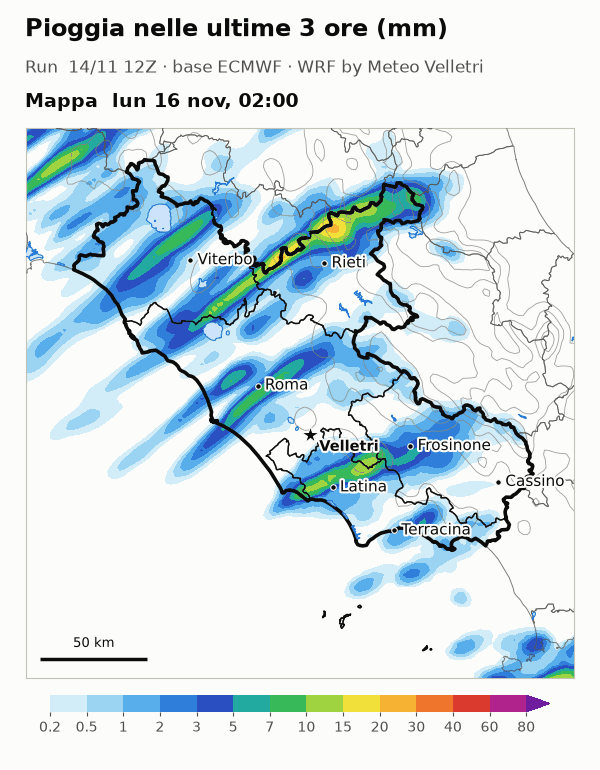 Pioggia nelle ultime 3 ore (mm)
Run  14/11 12Z · base ECMWF · WRF by Meteo Velletri
Mappa  lun 16 nov, 02:00
Viterbo
Rieti
Roma
Velletri
Frosinone
Latina
Cassino
Terracina
50 km
0.2 0.5 1 2 3 5 7 10 15 20 30 40 60 80